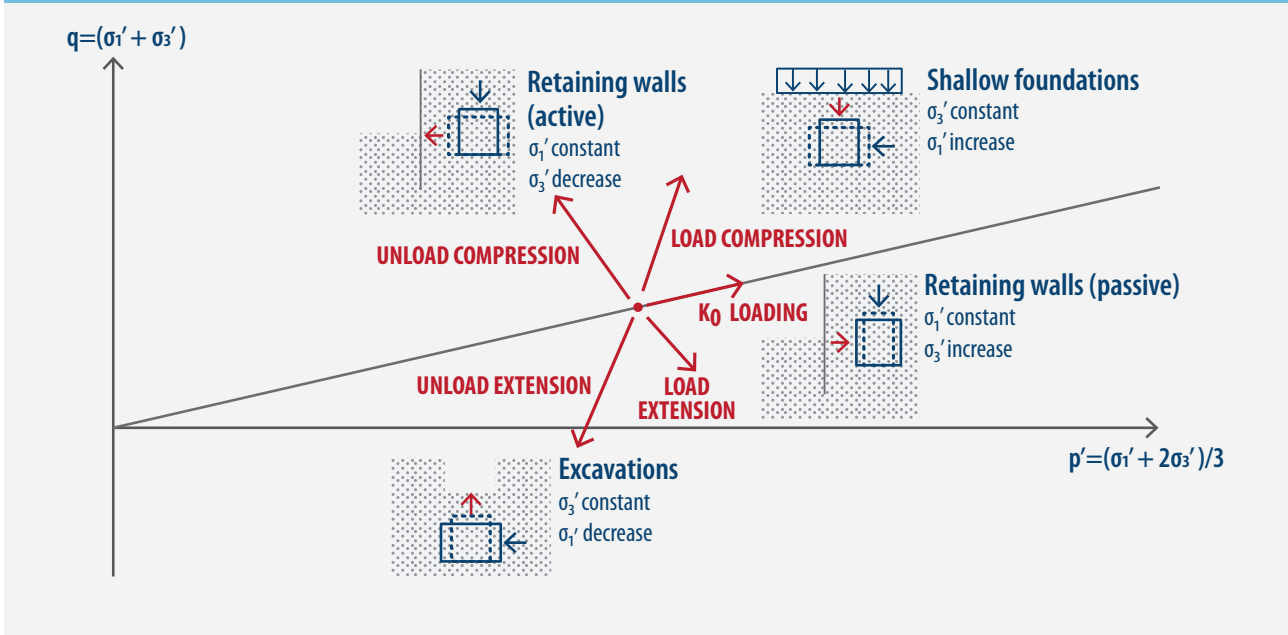 q=(σ₁′ + σ₃′)
Retaining walls
(active)
σ₁′ constant
σ₃′ decrease
Shallow foundations
σ₃′ constant
σ₁′ increase
UNLOAD COMPRESSION
LOAD COMPRESSION
K₀ LOADING
Retaining walls (passive)
σ₁′ constant
σ₃′ increase
UNLOAD EXTENSION
LOAD
EXTENSION
p′=(σ₁′ + 2σ₃′)/3
Excavations
σ₃′ constant
σ₁′ decrease